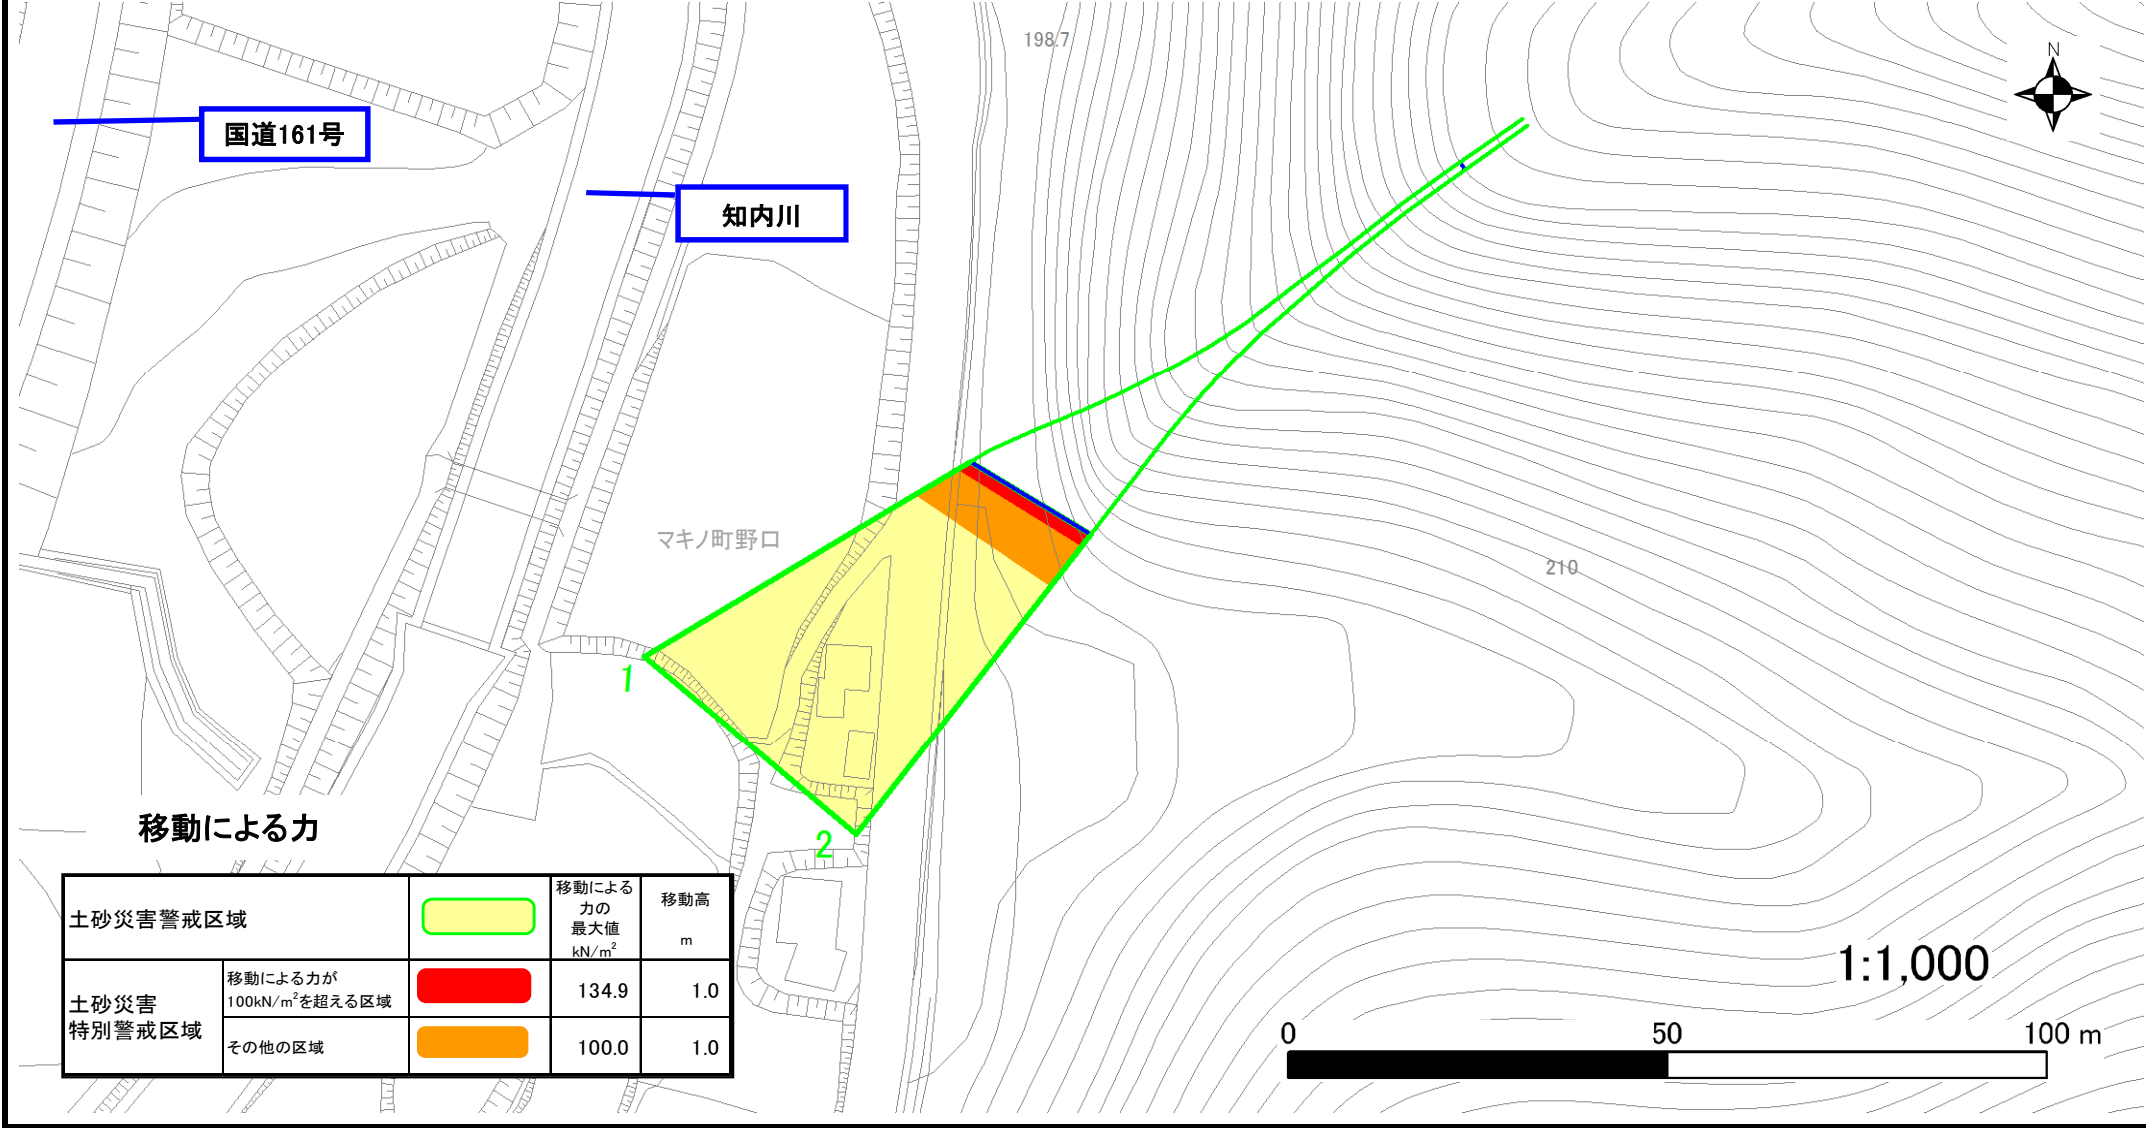 198.7
N
国道161号
知内川
マキノ町野口
210
1
2
移動による力
土砂災害警戒区域
移動による
力の
最大値
kN/m²
移動高
m
土砂災害
特別警戒区域
移動による力が
100kN/m²を超える区域
134.9
1.0
その他の区域
100.0
1.0
1:1,000
0
50
100 m